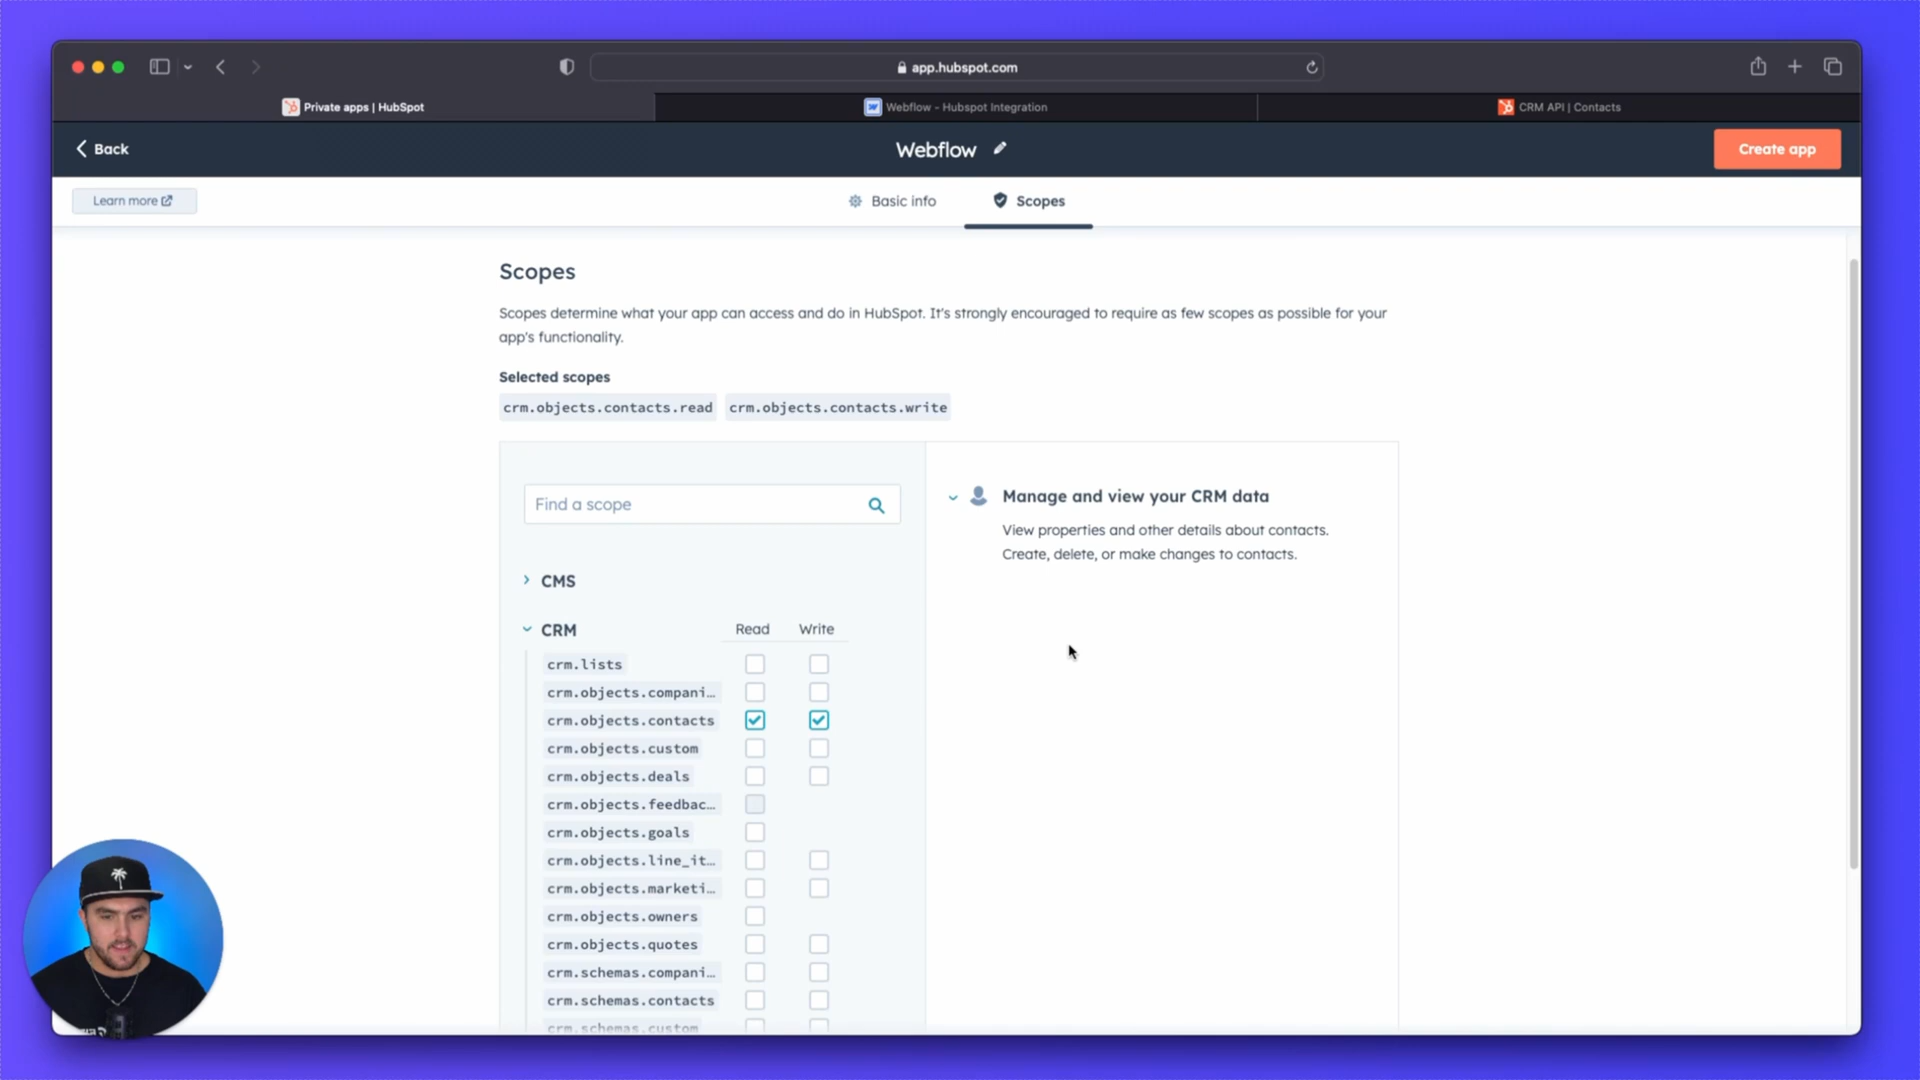 app.hubspot.com
Private apps | HubSpot
Webflow - Hubspot Integration
CRM API | Contacts
Back
Webflow
Create app
Learn more
Basic info
Scopes
Scopes
Scopes determine what your app can access and do in HubSpot. It's strongly encouraged to require as few scopes as possible for your
app's functionality.
Selected scopes
crm.objects.contacts.read crm.objects.contacts.write
Find a scope
Manage and view your CRM data
View properties and other details about contacts.
Create, delete, or make changes to contacts.
CMS
CRM Read Write
crm.lists
crm.objects.compani...
crm.objects.contacts
crm.objects.custom
crm.objects.deals
crm.objects.feedbac...
crm.objects.goals
crm.objects.line_it...
crm.objects.marketi...
crm.objects.owners
crm.objects.quotes
crm.schemas.compani...
crm.schemas.contacts
crm.schemas.custom